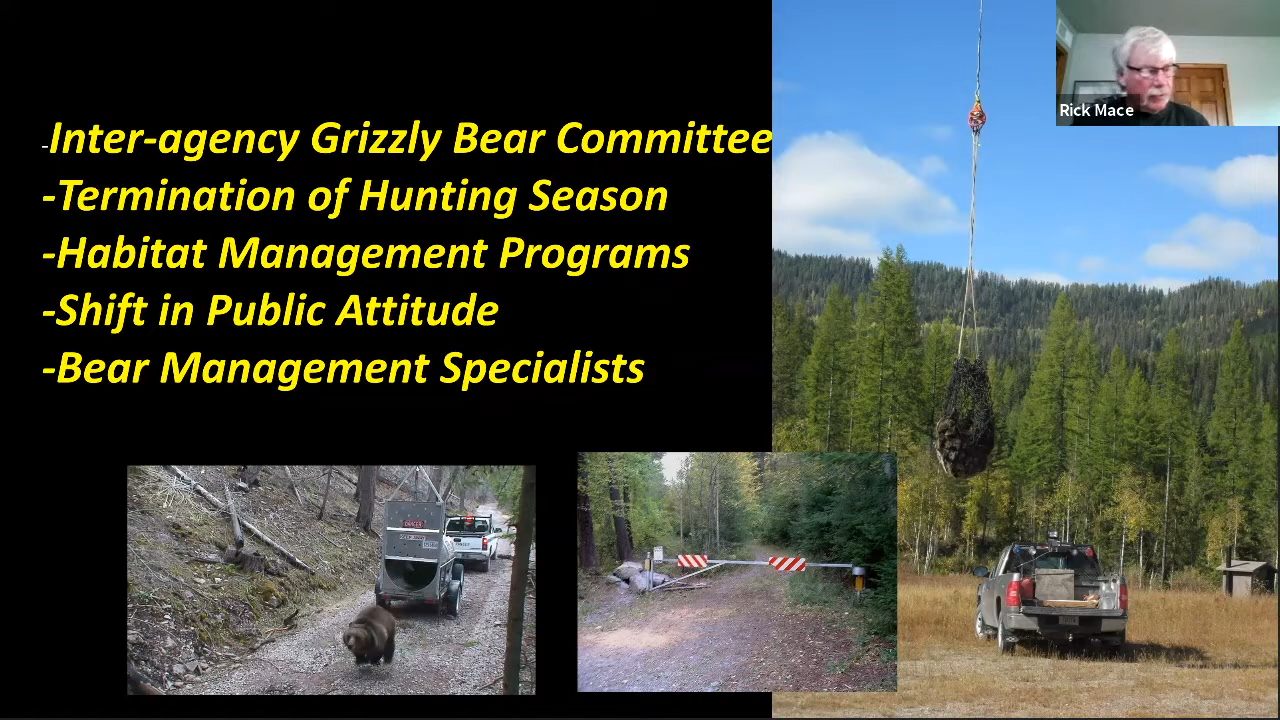 -Inter-agency Grizzly Bear Committee
-Termination of Hunting Season
-Habitat Management Programs
-Shift in Public Attitude
-Bear Management Specialists
Rick Mace
DANGER